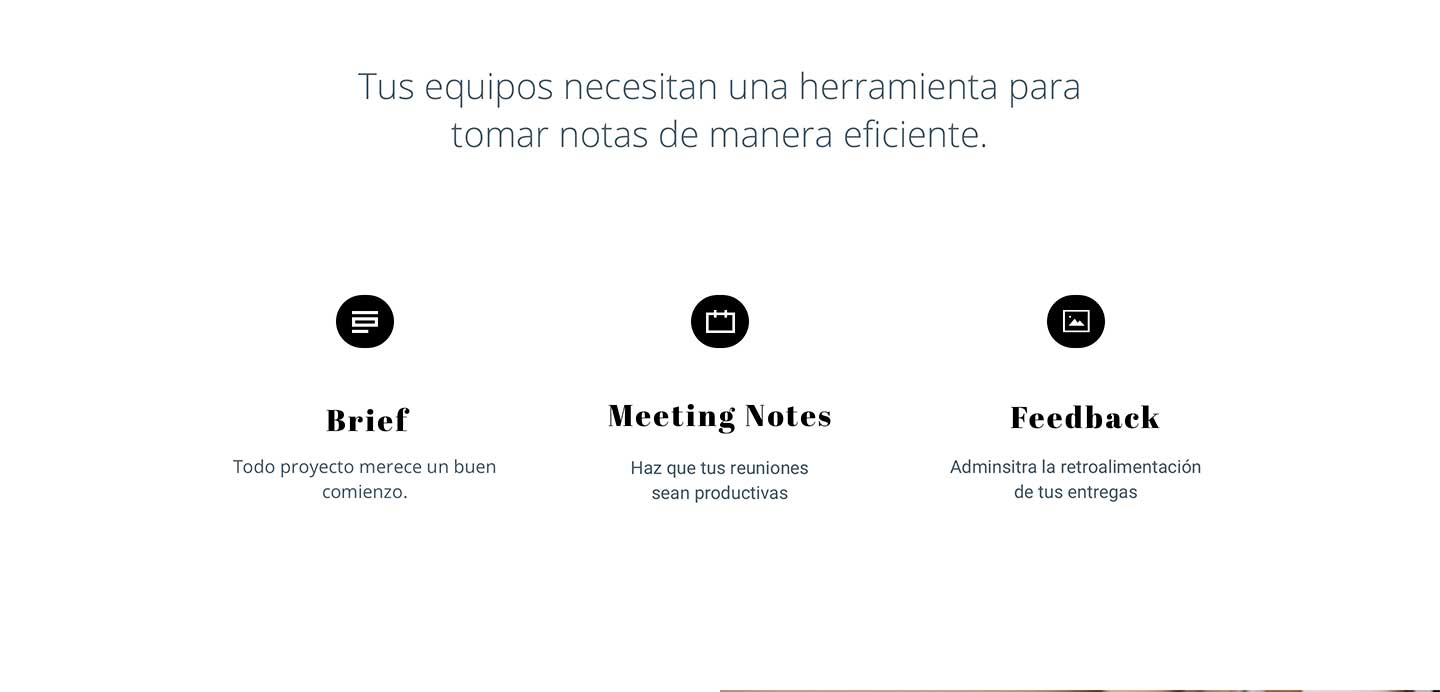 Tus equipos necesitan una herramienta para
tomar notas de manera eficiente.
Brief
Todo proyecto merece un buen
comienzo.
Meeting Notes
Haz que tus reuniones
sean productivas
Feedback
Adminsitra la retroalimentación
de tus entregas